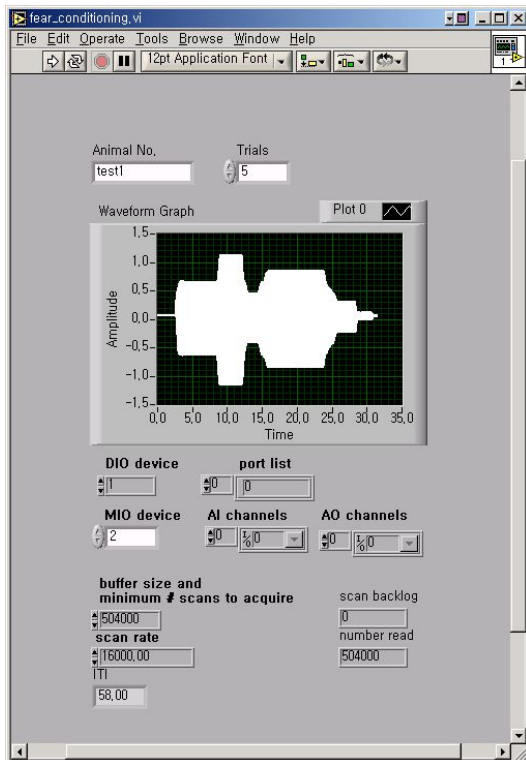 fear_conditioning.vi
File Edit Operate Tools Browse Window Help
12pt Application Font
1
Animal No.
Trials
test1
5
Waveform Graph
Plot 0
1,5
1,0
0,5
0,0
-0,5
-1,0
-1,5
Amplitude
0,0 5,0 10,0 15,0 20,0 25,0 30,0 35,0
Time
DIO device
port list
1
0
0
MIO device
AI channels
AO channels
2
0
0
0
0
buffer size and
minimum # scans to acquire
scan backlog
504000
0
scan rate
number read
16000,00
504000
ITI
58,00